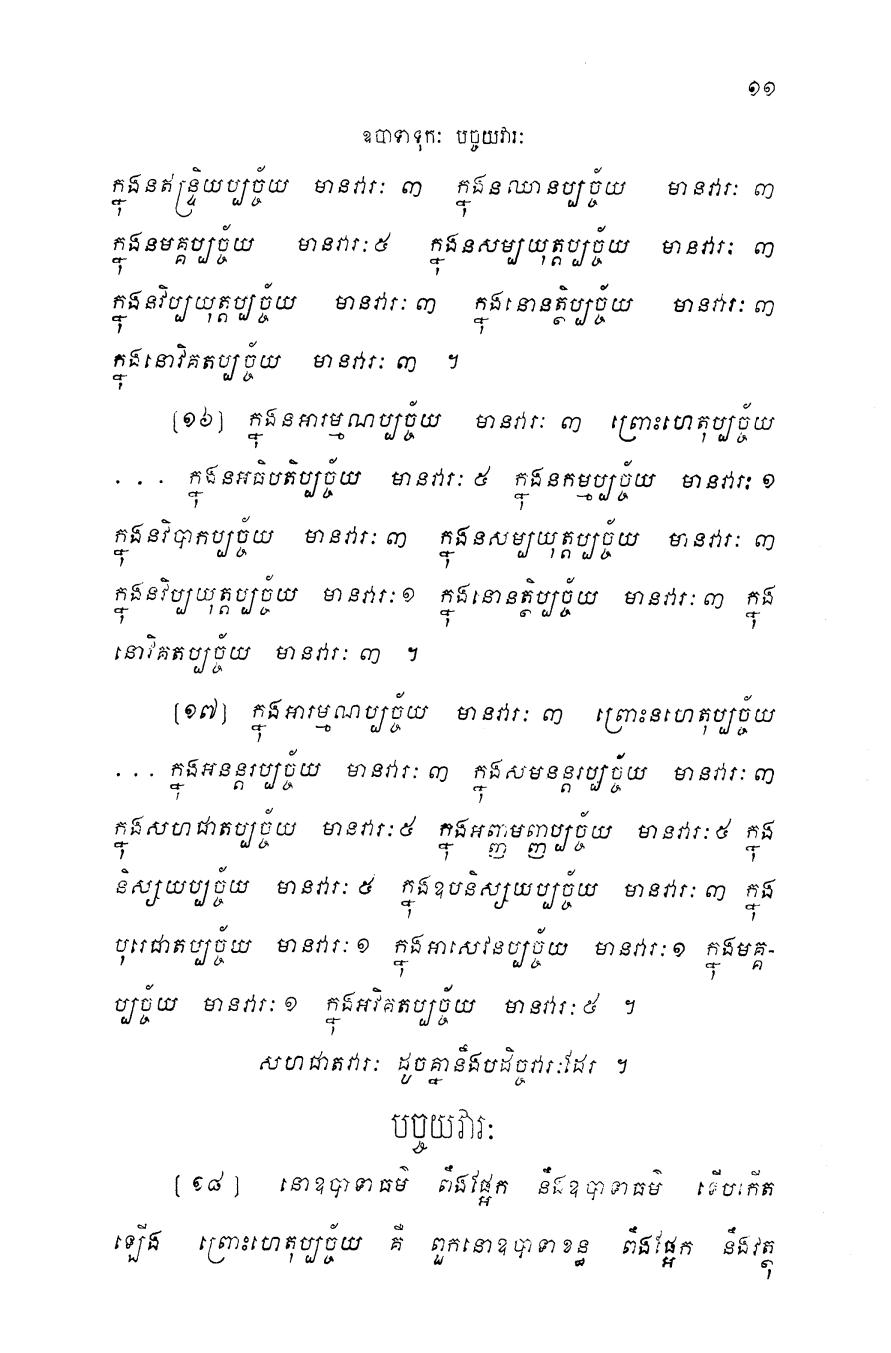 ១១
ឧបាទាទុកៈ បច្ចយវារៈ
ក្នុងនឥន្ទ្រិយប្បច្ច័យ មានវារៈ ៣ ក្នុងនឈានប្បច្ច័យ មានវារៈ ៣
ក្នុងនមគ្គប្បច្ច័យ មានវារៈ ៥ ក្នុងនសម្បយុត្តប្បច្ច័យ មានវារៈ ៣
ក្នុងនវិប្បយុត្តប្បច្ច័យ មានវារៈ ៣ ក្នុងនោនត្ថិប្បច្ច័យ មានវារៈ ៣
ក្នុងនោវិគតប្បច្ច័យ មានវារៈ ៣ ។
[១៦] ក្នុងនអារម្មណប្បច្ច័យ មានវារៈ ៣ ព្រោះហេតុប្បច្ច័យ
... ក្នុងនអធិបតិប្បច្ច័យ មានវារៈ ៥ ក្នុងនកម្មប្បច្ច័យ មានវារៈ ១
ក្នុងនវិបាកប្បច្ច័យ មានវារៈ ៣ ក្នុងនសម្បយុត្តប្បច្ច័យ មានវារៈ ៣
ក្នុងនវិប្បយុត្តប្បច្ច័យ មានវារៈ ១ ក្នុងនោនត្ថិប្បច្ច័យ មានវារៈ ៣ ក្នុង
នោវិគតប្បច្ច័យ មានវារៈ ៣ ។
[១៧] ក្នុងអារម្មណប្បច្ច័យ មានវារៈ ៣ ព្រោះនហេតុប្បច្ច័យ
... ក្នុងអនន្តរប្បច្ច័យ មានវារៈ ៣ ក្នុងសមនន្តរប្បច្ច័យ មានវារៈ ៣
ក្នុងសហជាតប្បច្ច័យ មានវារៈ ៥ ក្នុងអញ្ញាមញ្ញប្បច្ច័យ មានវារៈ ៥ ក្នុង
និស្សយប្បច្ច័យ មានវារៈ ៥ ក្នុងឧបនិស្សយប្បច្ច័យ មានវារៈ ៣ ក្នុង
បុរេជាតប្បច្ច័យ មានវារៈ ១ ក្នុងអាសេវនប្បច្ច័យ មានវារៈ ១ ក្នុងមគ្គ-
ប្បច្ច័យ មានវារៈ ១ ក្នុងអវិគតប្បច្ច័យ មានវារៈ ៥ ។
សហជាតវារៈ ដូចគ្នានឹងបដិច្ចវារៈដែរ ។
បច្ចយវារៈ
[១៨] នោឧបាទាធម៌ ពឹងផ្អែក នឹងឧបាទាធម៌ ទើបកើត
ឡើង ព្រោះហេតុប្បច្ច័យ គឺ ពួកនោឧបាទាខន្ធ ពឹងផ្អែក នឹងវត្ថុ